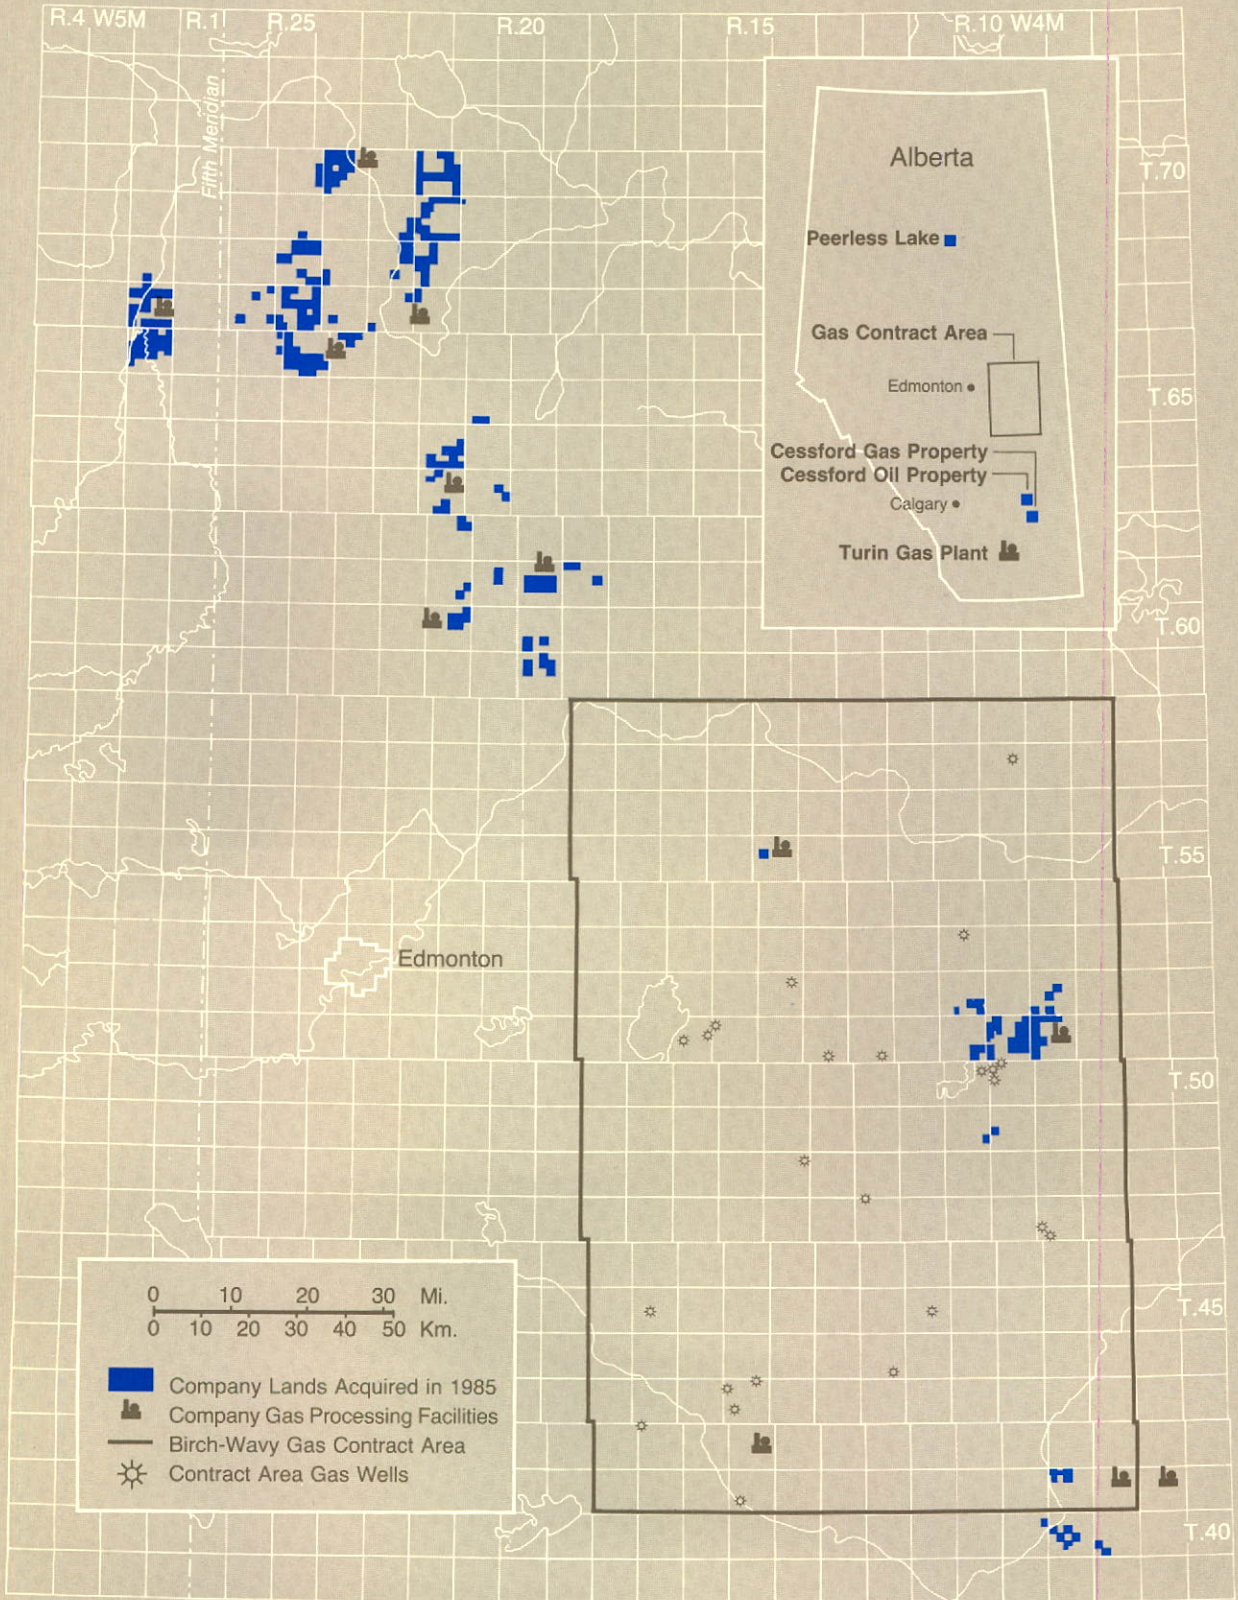 R.4 W5M R.1 R.25 R.20 R.15 R.10 W4M
Fifth Meridian
Alberta
T.70
Peerless Lake
Gas Contract Area
Edmonton
T.65
Cessford Gas Property
Cessford Oil Property
Calgary
Turin Gas Plant
T.60
T.55
Edmonton
T.50
0 10 20 30 Mi.
0 10 20 30 40 50 Km.
T.45
Company Lands Acquired in 1985
Company Gas Processing Facilities
Birch-Wavy Gas Contract Area
Contract Area Gas Wells
T.40